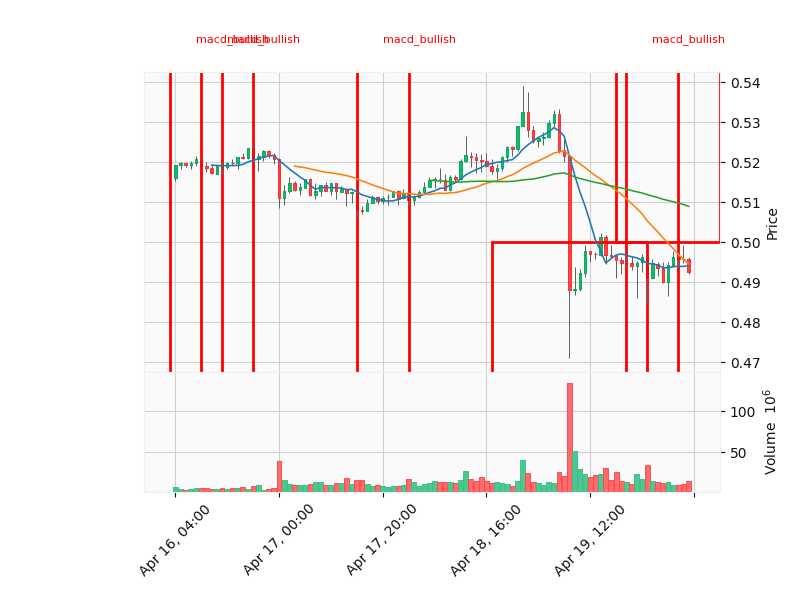 macd_bullish
macd_bullish
macd_bullish
macd_bullish
0.54
0.53
0.52
0.51
0.50
0.49
0.48
0.47
Price
100
50
Volume 10^6
Apr 16, 04:00
Apr 17, 00:00
Apr 17, 20:00
Apr 18, 16:00
Apr 19, 12:00